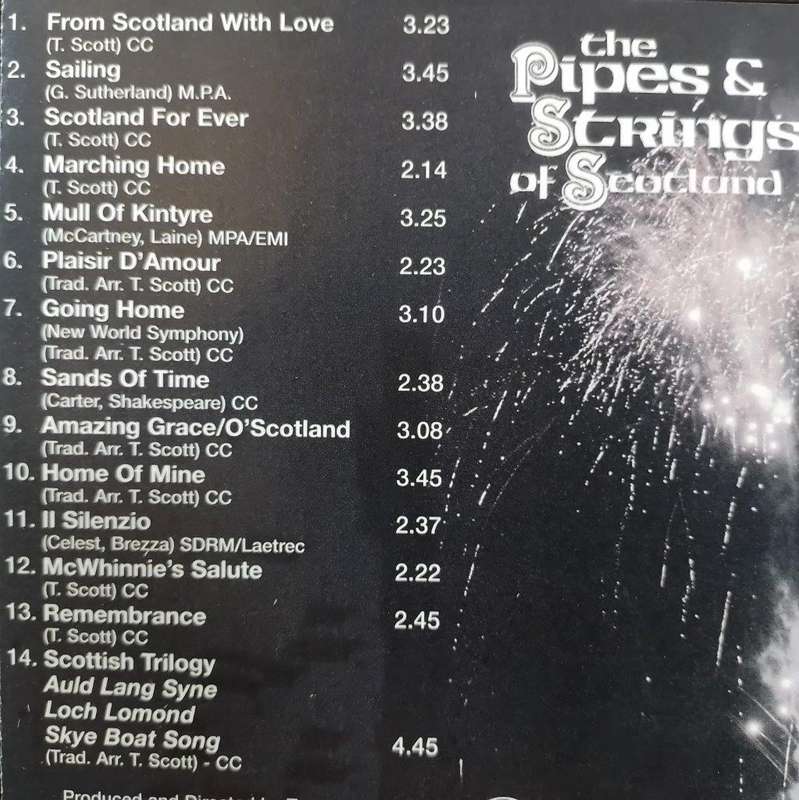 1. From Scotland With Love 3.23
(T. Scott) CC
2. Sailing 3.45
(G. Sutherland) M.P.A.
3. Scotland For Ever 3.38
(T. Scott) CC
4. Marching Home 2.14
(T. Scott) CC
5. Mull Of Kintyre 3.25
(McCartney, Laine) MPA/EMI
6. Plaisir D'Amour 2.23
(Trad. Arr. T. Scott) CC
7. Going Home 3.10
(New World Symphony)
(Trad. Arr. T. Scott) CC
8. Sands Of Time 2.38
(Carter, Shakespeare) CC
9. Amazing Grace/O'Scotland 3.08
(Trad. Arr. T. Scott) CC
10. Home Of Mine 3.45
(Trad. Arr. T. Scott) CC
11. Il Silenzio 2.37
(Celest, Brezza) SDRM/Laetrec
12. McWhinnie's Salute 2.22
(T. Scott) CC
13. Remembrance 2.45
(T. Scott) CC
14. Scottish Trilogy
Auld Lang Syne
Loch Lomond
Skye Boat Song 4.45
(Trad. Arr. T. Scott) - CC
Produced and Directed by
the
Pipes &
Strings
of Scotland